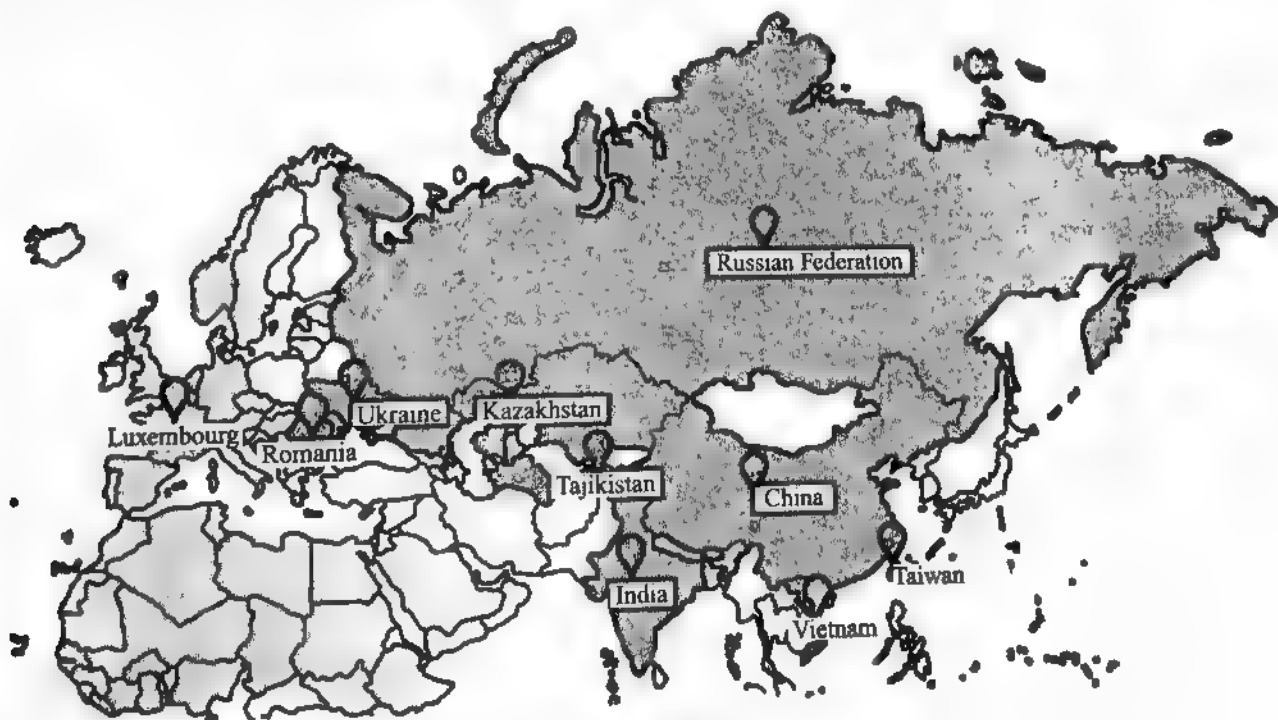 Russian Federation
Ukraine
Kazakhstan
Luxembourg
Romania
Tajikistan
China
Taiwan
India
Vietnam